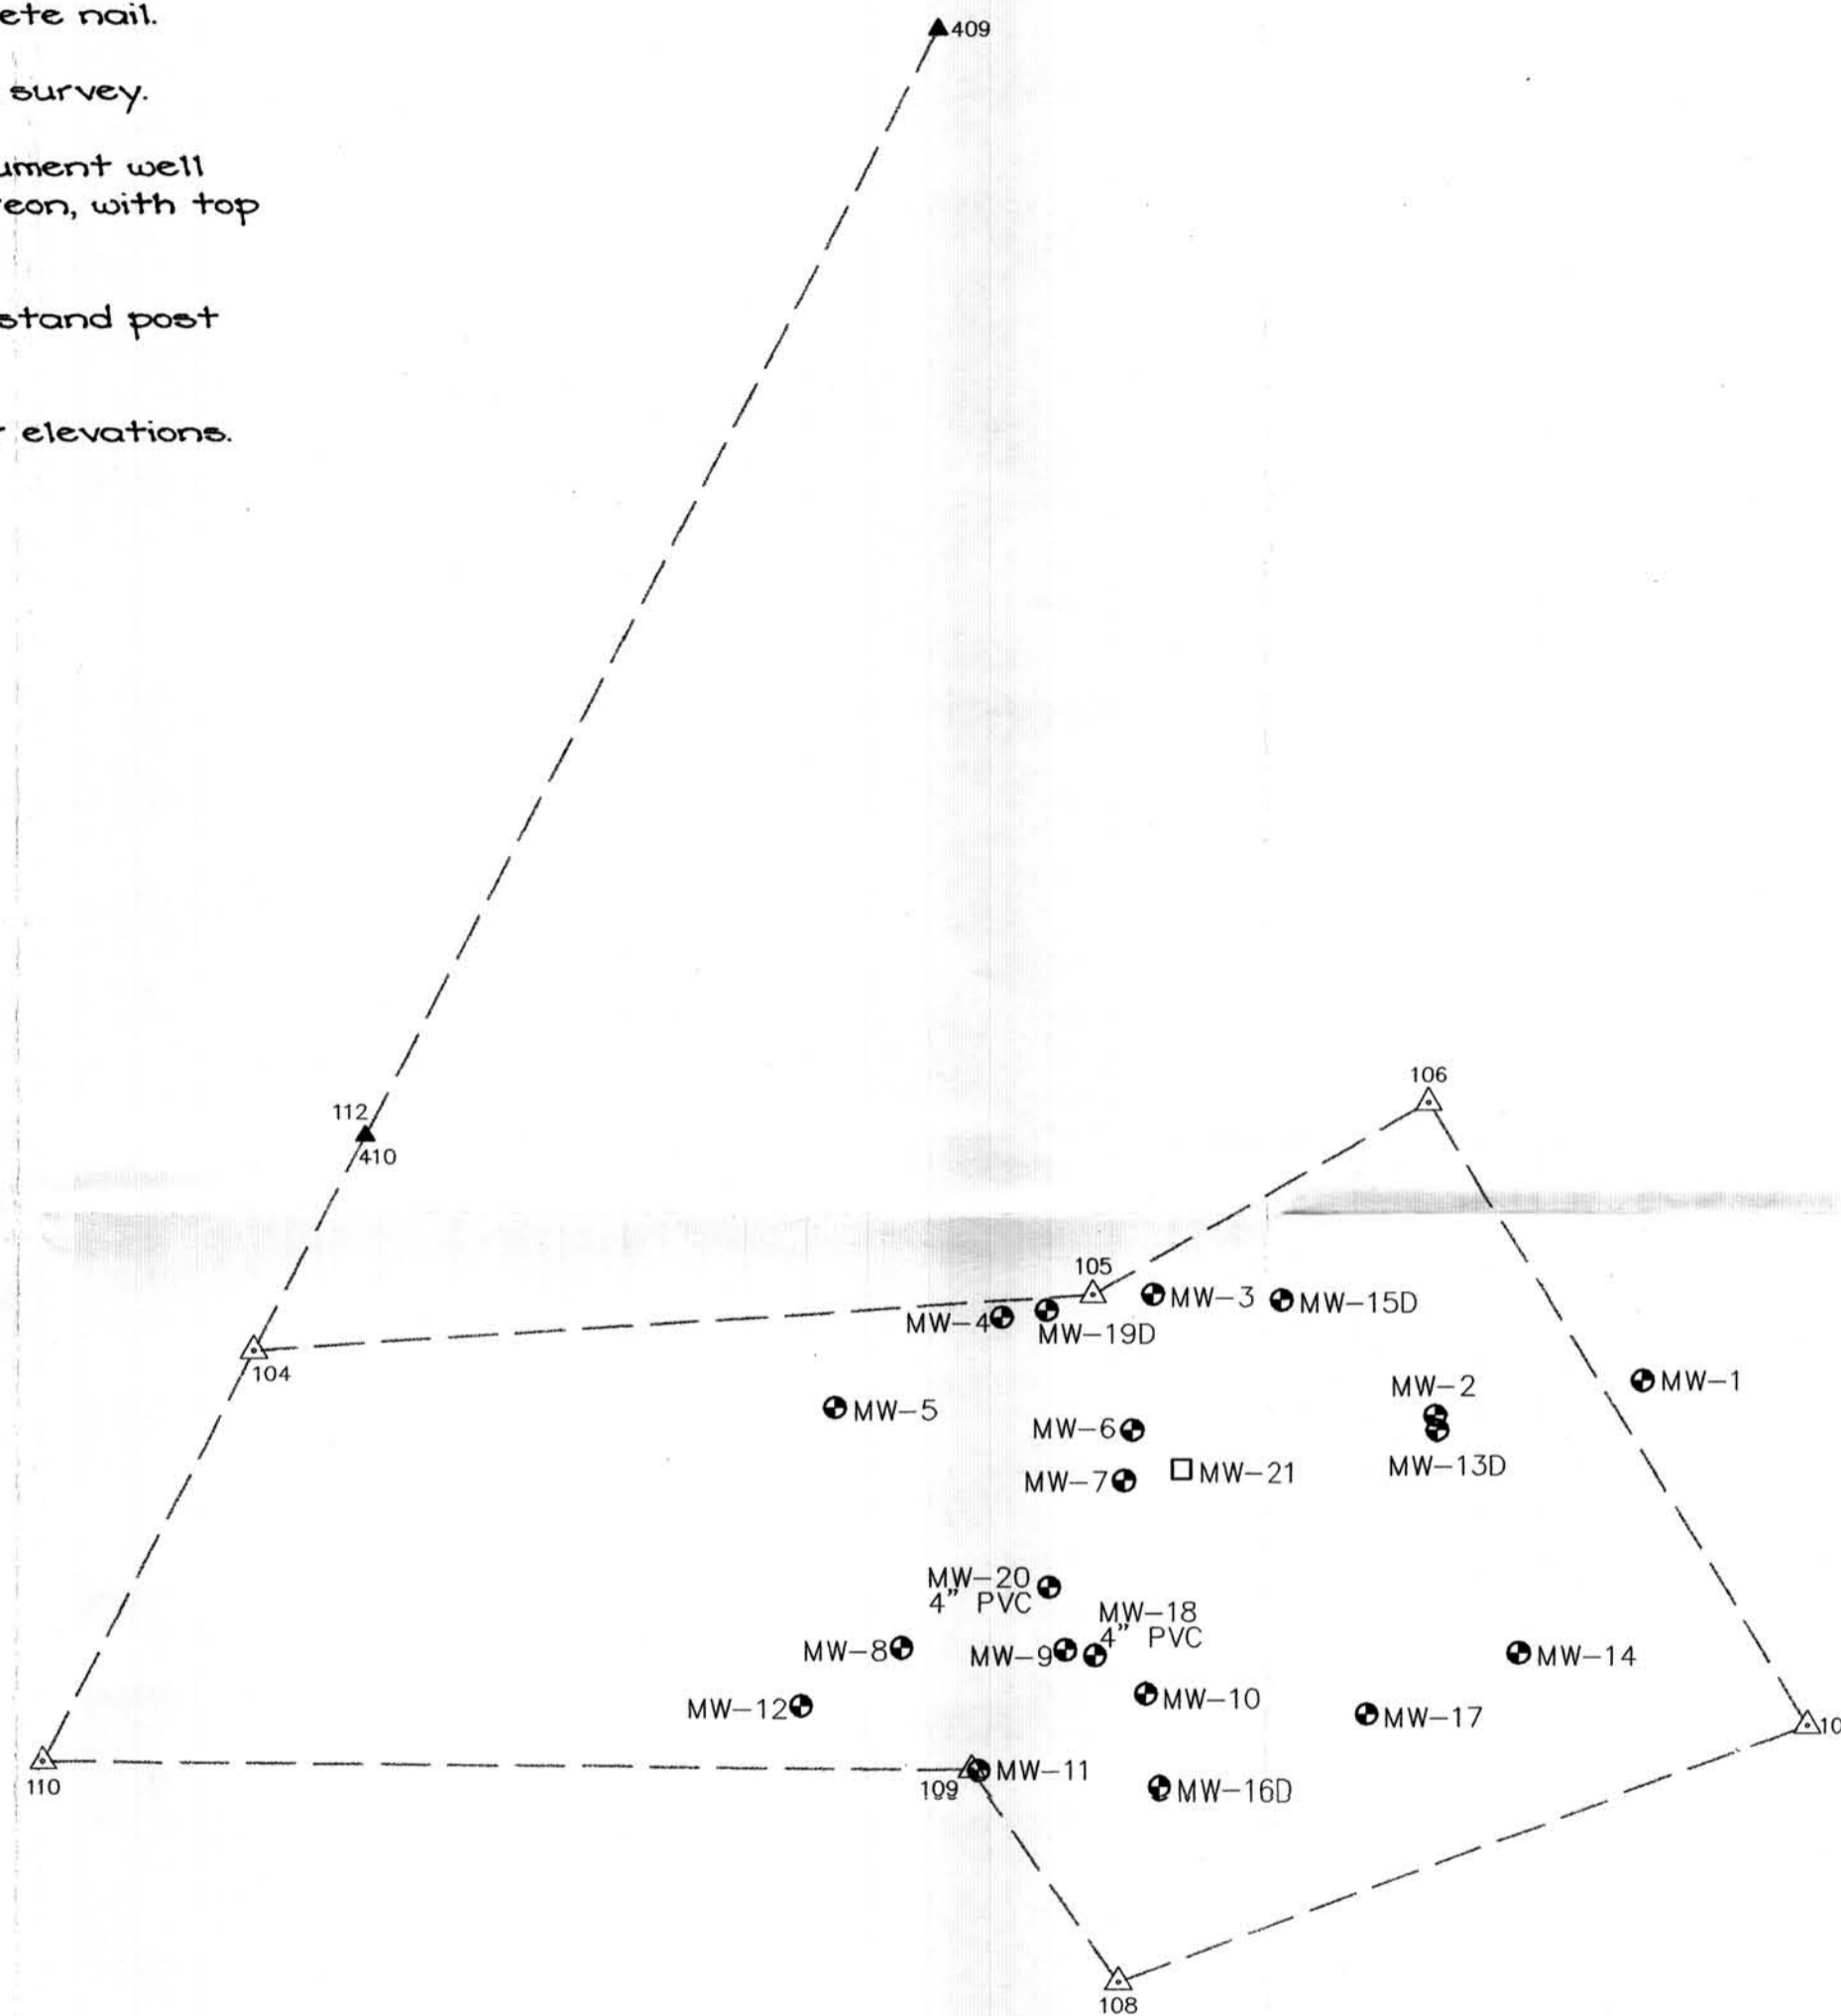 ete nail.
survey.
ument well
eon, with top
stand post
elevations.
409
112
410
106
105
104
MW-3
MW-15D
MW-4
MW-19D
MW-1
MW-2
MW-5
MW-6
MW-13D
MW-21
MW-7
MW-20
4" PVC
MW-18
4" PVC
MW-8
MW-9
MW-14
MW-10
MW-12
MW-17
10
110
109
MW-11
MW-16D
108